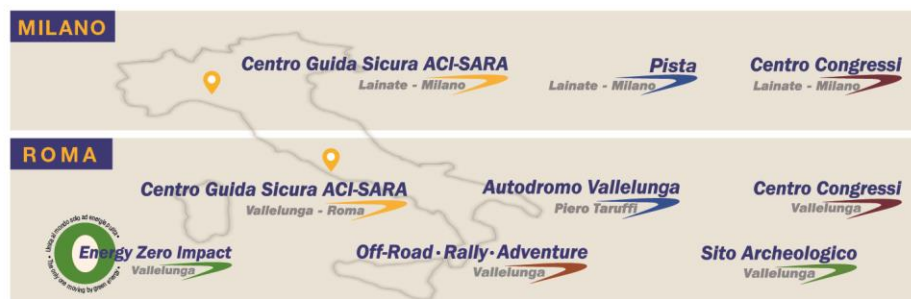 MILANO
Centro Guida Sicura ACI-SARA
Lainate - Milano
Pista
Lainate - Milano
Centro Congressi
Lainate - Milano
ROMA
Centro Guida Sicura ACI-SARA
Vallelunga - Roma
Autodromo Vallelunga
Piero Taruffi
Centro Congressi
Vallelunga
Energy Zero Impact
Vallelunga
Off-Road · Rally · Adventure
Vallelunga
Sito Archeologico
Vallelunga